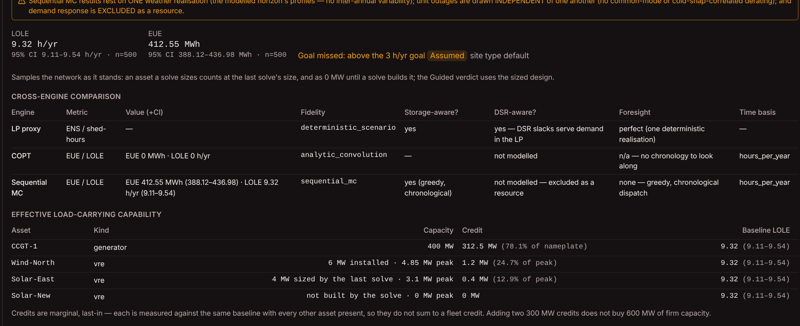 Sequential MC results rest on ONE weather realisation (the modelled horizon's profiles — no inter-annual variability); unit outages are drawn INDEPENDENT of one another (no common-mode or cold-snap-correlated derating); and
demand response is EXCLUDED as a resource.
LOLE EUE
9.32 h/yr 412.55 MWh
95% CI 9.11–9.54 h/yr · n=500 95% CI 388.12–436.98 MWh · n=500 Goal missed: above the 3 h/yr goal Assumed site type default
Samples the network as it stands: an asset a solve sizes counts at the last solve's size, and as 0 MW until a solve builds it; the Guided verdict uses the sized design.
CROSS-ENGINE COMPARISON
Engine Metric Value (+CI) Fidelity Storage-aware? DSR-aware? Foresight Time basis
LP proxy ENS / shed- — deterministic_scenario yes yes — DSR slacks serve demand perfect (one deterministic —
hours in the LP realisation)
COPT EUE / LOLE EUE 0 MWh · LOLE 0 h/yr analytic_convolution — not modelled n/a — no chronology to look hours_per_year
along
Sequential EUE / LOLE EUE 412.55 MWh (388.12–436.98) · LOLE 9.32 sequential_mc yes (greedy, not modelled — excluded as a none — greedy, chronological hours_per_year
MC h/yr (9.11–9.54) chronological) resource dispatch
EFFECTIVE LOAD-CARRYING CAPABILITY
Asset Kind Capacity Credit Baseline LOLE
CCGT-1 generator 400 MW 312.5 MW (78.1% of nameplate) 9.32 (9.11–9.54)
Wind-North vre 6 MW installed · 4.85 MW peak 1.2 MW (24.7% of peak) 9.32 (9.11–9.54)
Solar-East vre 4 MW sized by the last solve · 3.1 MW peak 0.4 MW (12.9% of peak) 9.32 (9.11–9.54)
Solar-New vre not built by the solve · 0 MW peak 0 MW 9.32 (9.11–9.54)
Credits are marginal, last-in — each is measured against the same baseline with every other asset present, so they do not sum to a fleet credit. Adding two 300 MW credits does not buy 600 MW of firm capacity.